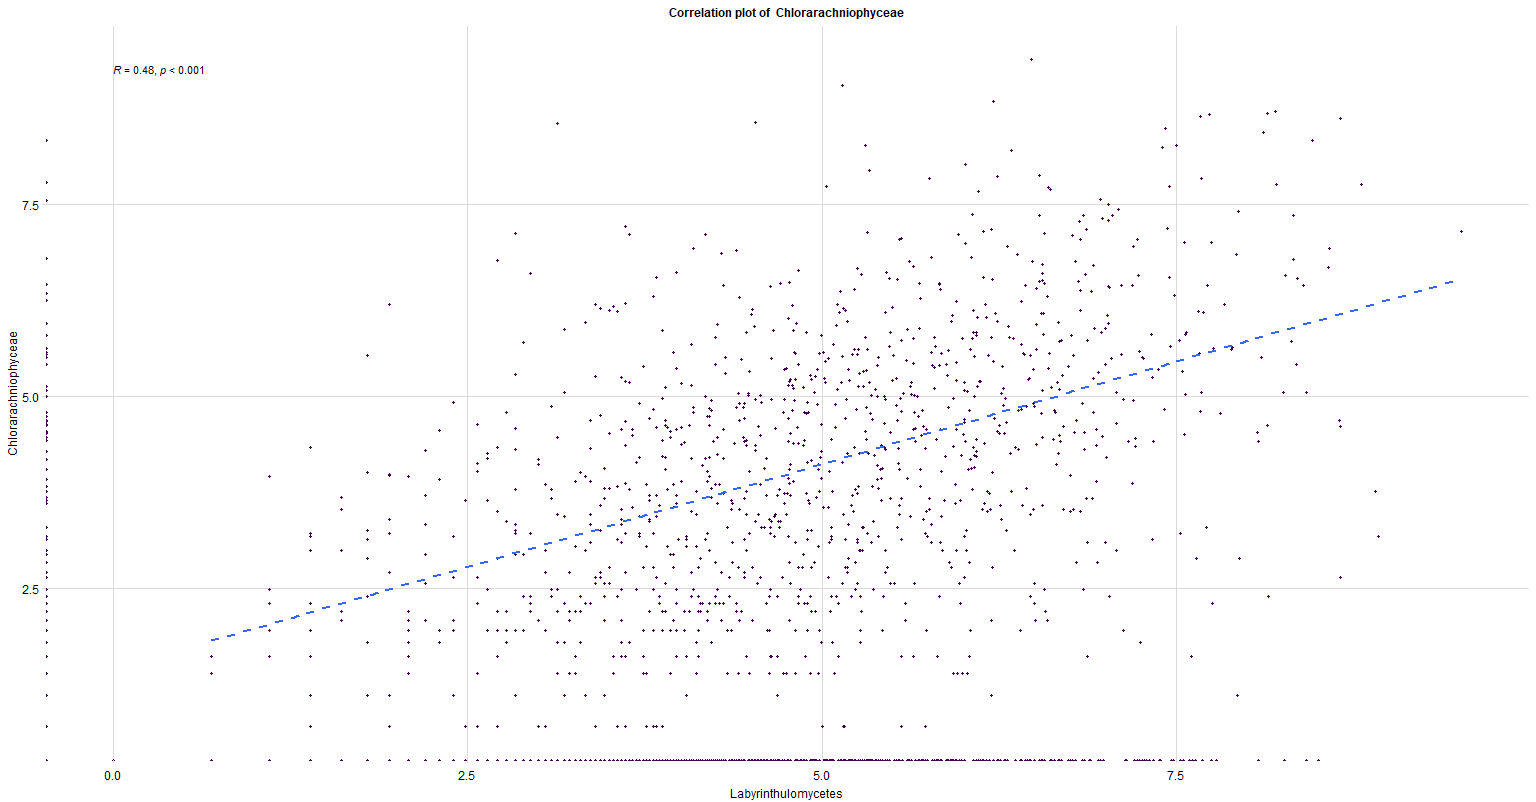 Correlation plot of Chlorarachniophyceae
R = 0.48, p < 0.001
7.5
5.0
2.5
Chlorarachniophyceae
0.0 2.5 5.0 7.5
Labyrinthulomycetes